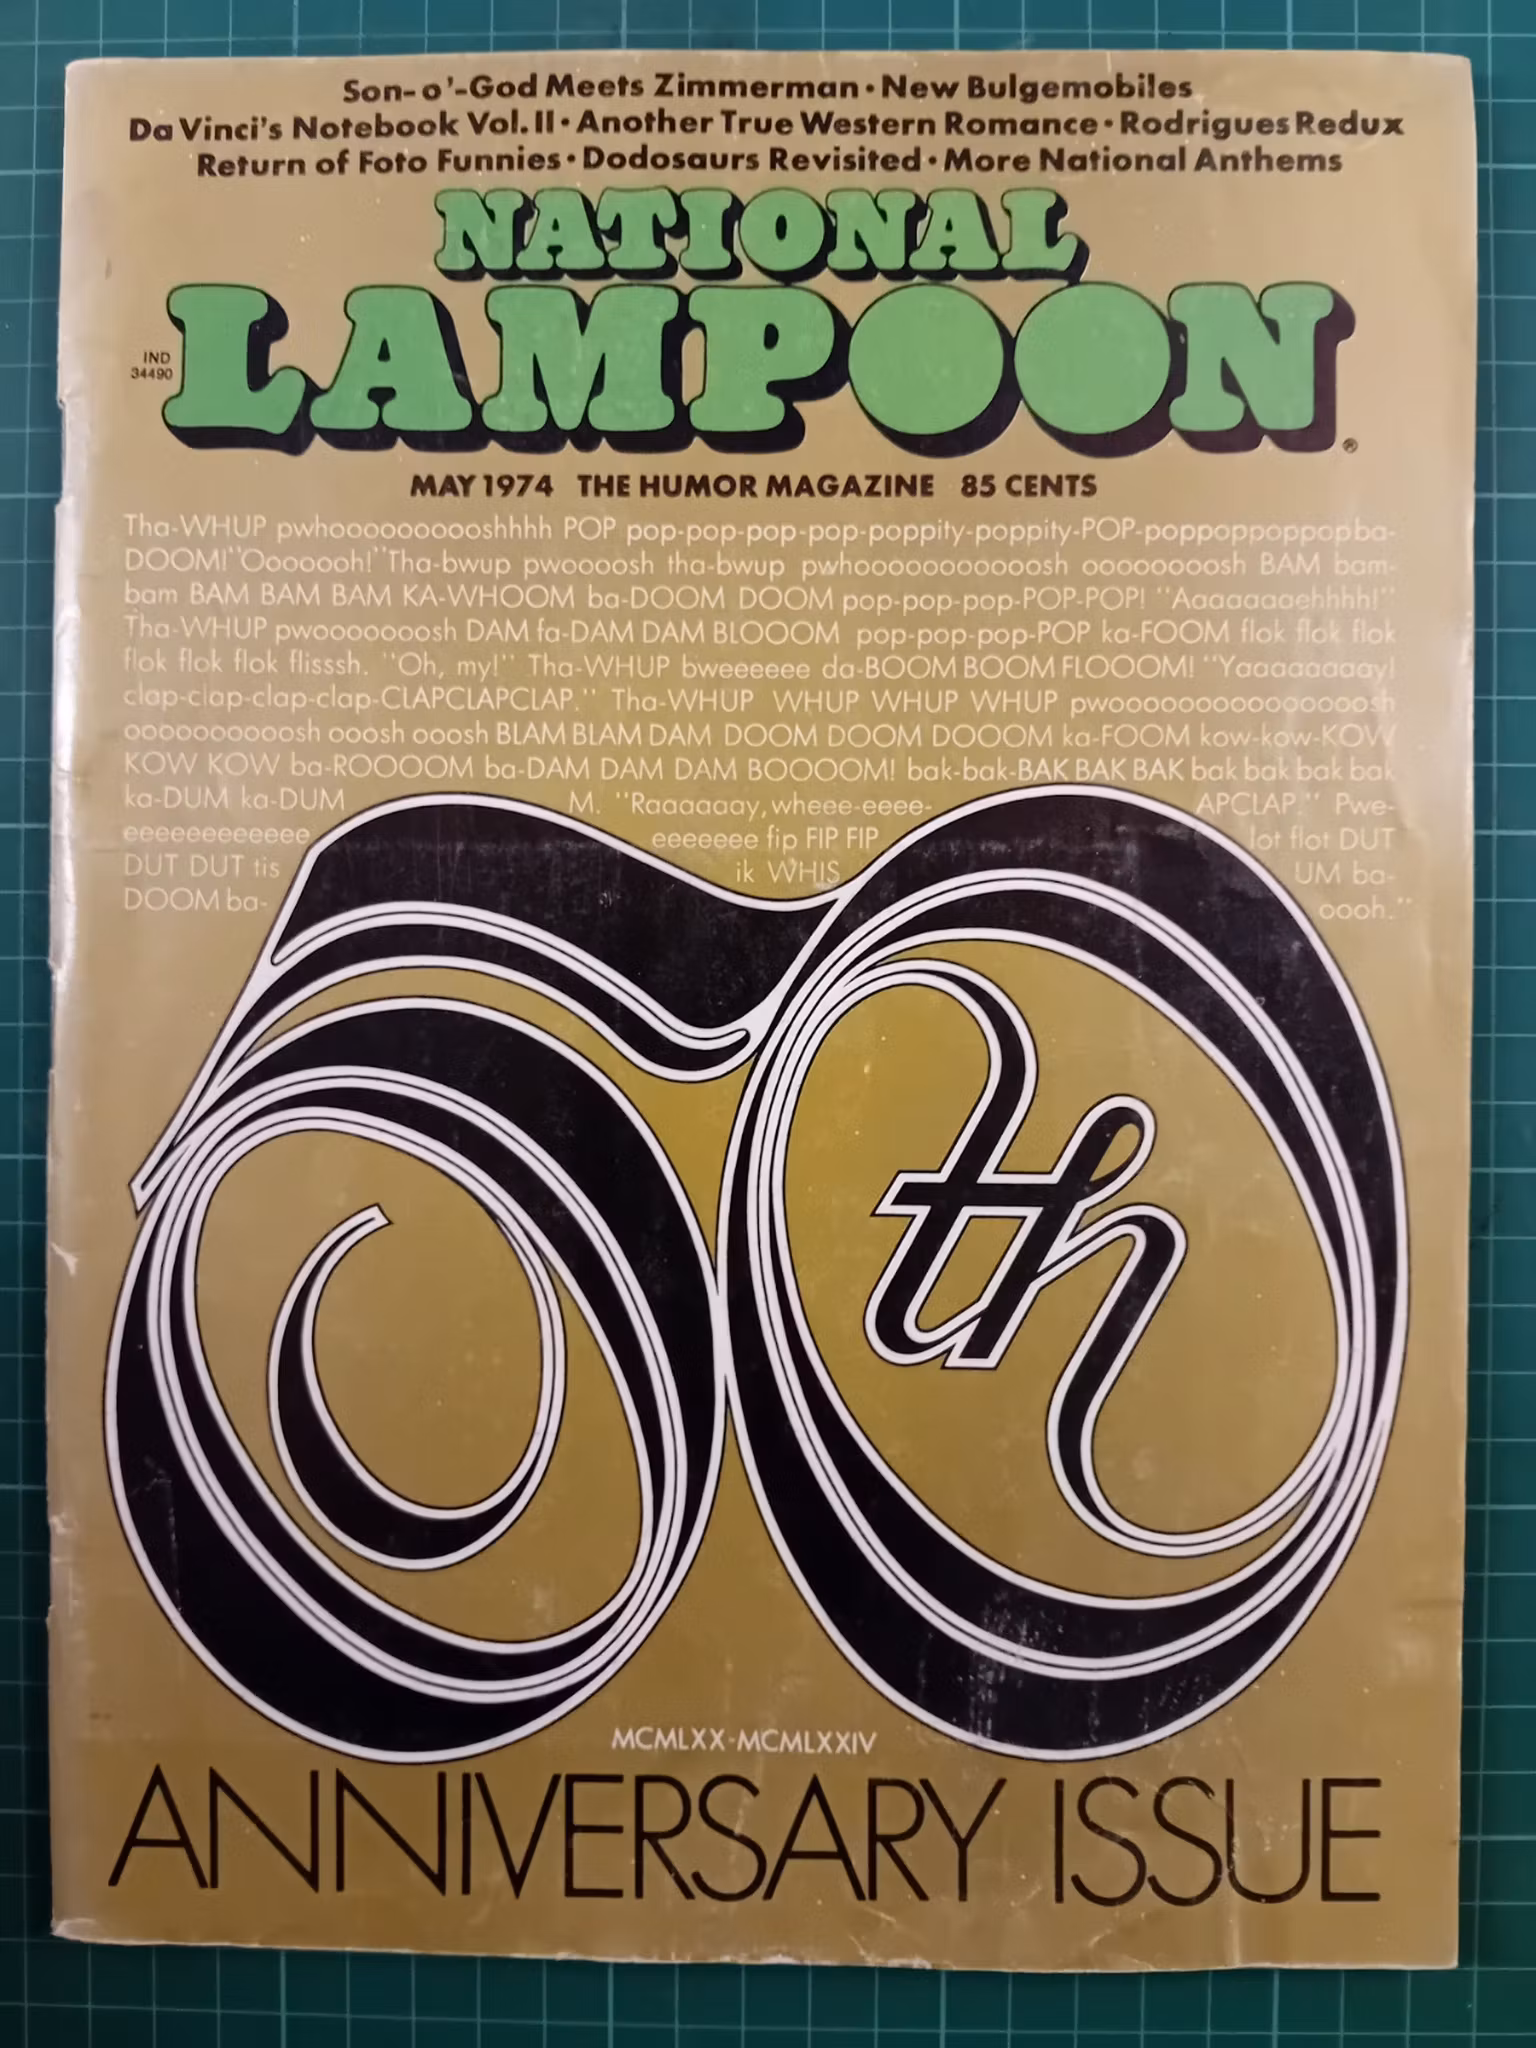 Son-o'-God Meets Zimmerman • New Bulgemobiles
Da Vinci's Notebook Vol. II • Another True Western Romance • Rodrigues Redux
Return of Foto Funnies • Dodosaurs Revisited • More National Anthems
NATIONAL
LAMPOON
®
IND
34490
MAY 1974 THE HUMOR MAGAZINE 85 CENTS
Tha-WHUP pwhoooooooooshhhh POP pop-pop-pop-pop-poppity-poppity-POP-poppoppoppopba-
DOOM! "Ooooooh!" Tha-bwup pwoooosh tha-bwup pwhooooooooooosh ooooooooosh BAM bam-
bam BAM BAM BAM KA-WHOOM ba-DOOM DOOM pop-pop-pop-POP-POP! "Aaaaaaaehhhh!"
Tha-WHUP pwoooooooosh DAM fa-DAM DAM BLOOOM pop-pop-pop-POP ka-FOOM flok flok flok
flok flok flok flisssh. "Oh, my!" Tha-WHUP bweeeeee da-BOOM BOOM FLOOOM! "Yaaaaaaaay!
clap-clap-clap-clap-CLAPCLAPCLAP." Tha-WHUP WHUP WHUP WHUP pwooooooooooooooosh
ooooooooooosh ooosh ooosh BLAM BLAM DAM DOOM DOOM DOOOM ka-FOOM kow-kow-KOW
KOW KOW ba-ROOOOM ba-DAM DAM DAM BOOOOM! bak-bak-BAK BAK BAK bak bak bak bak
ka-DUM ka-DUM M. "Raaaaaay, wheee-eeee- APCLAP." Pwe-
eeeeeeeeeeee eeeeeee fip FIP FIP lot flot DUT
DUT DUT tis ik WHIS UM ba-
DOOM ba- oooh."
50th
MCMLXX-MCMLXXIV
ANNIVERSARY ISSUE